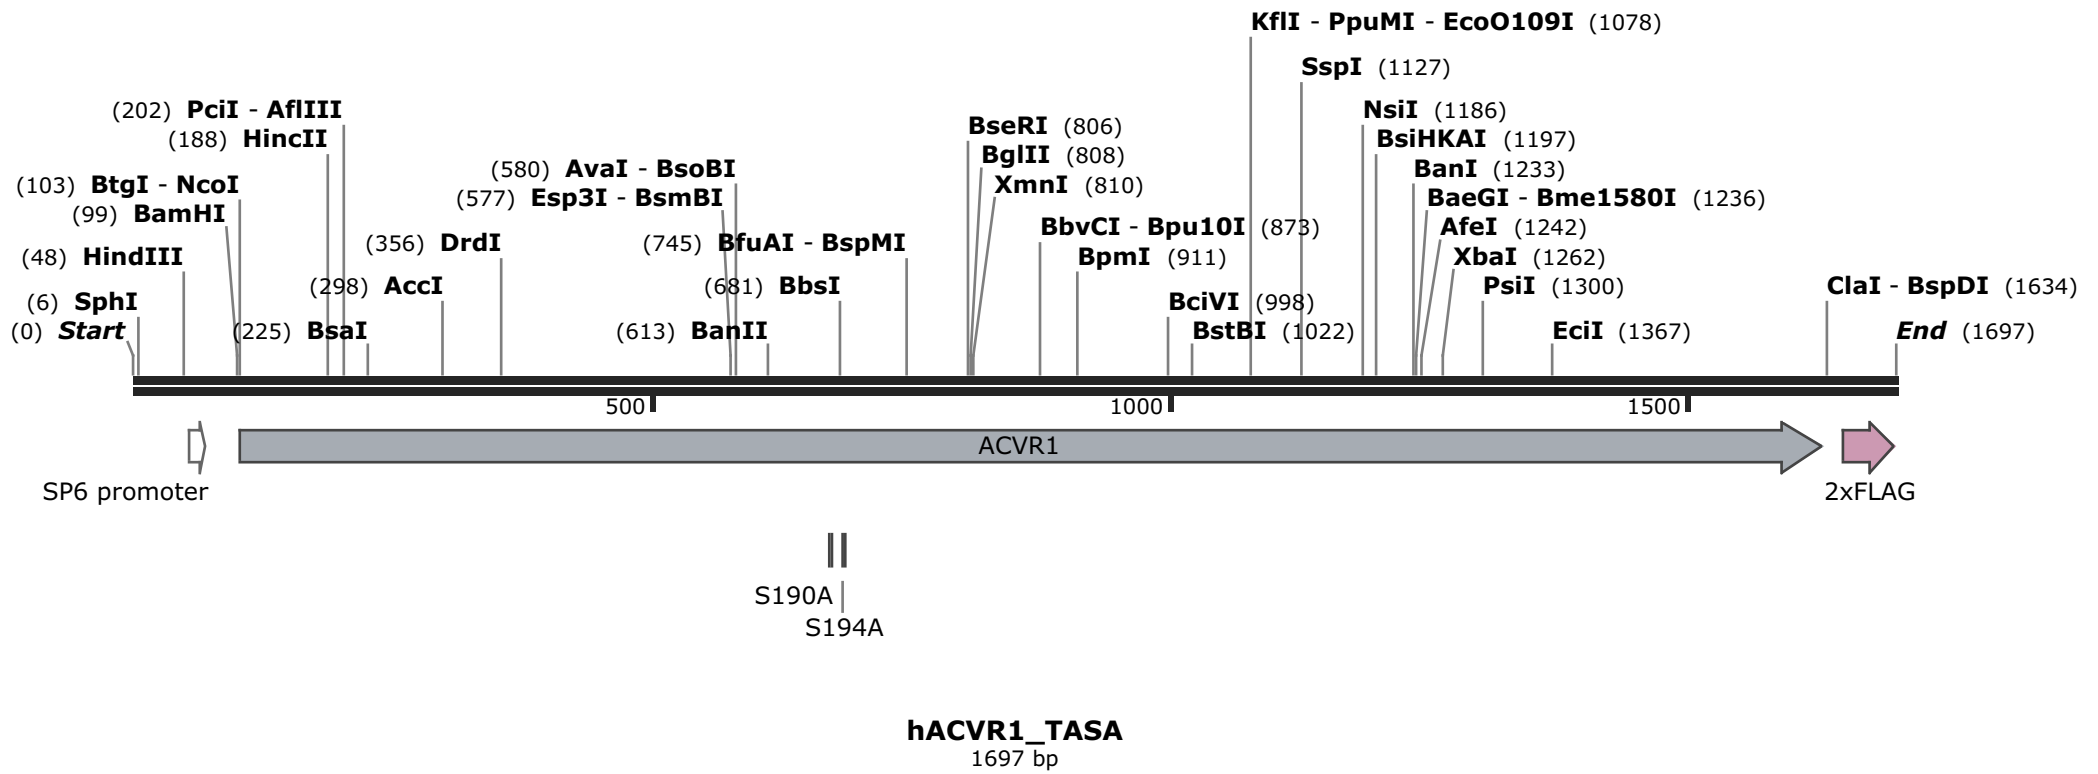 KflI - PpuMI - EcoO109I (1078)
SspI (1127)
(202) PciI - AflIII
NsiI (1186)
BseRI (806)
(188) HincII
BsiHKAI (1197)
BglII (808)
(580) AvaI - BsoBI
BanI (1233)
(103) BtgI - NcoI
XmnI (810)
(577) Esp3I - BsmBI
BaeGI - Bme1580I (1236)
(99) BamHI
BbvCI - Bpu10I (873)
AfeI (1242)
(356) DrdI
(745) BfuAI - BspMI
(48) HindIII
BpmI (911)
XbaI (1262)
(298) AccI
(681) BbsI
PsiI (1300)
ClaI - BspDI (1634)
(6) SphI
BciVI (998)
(0) Start
(225) BsaI
(613) BanII
BstBI (1022)
EciI (1367)
End (1697)
500
1000
1500
ACVR1
SP6 promoter
2xFLAG
S190A
S194A
hACVR1_TASA
1697 bp